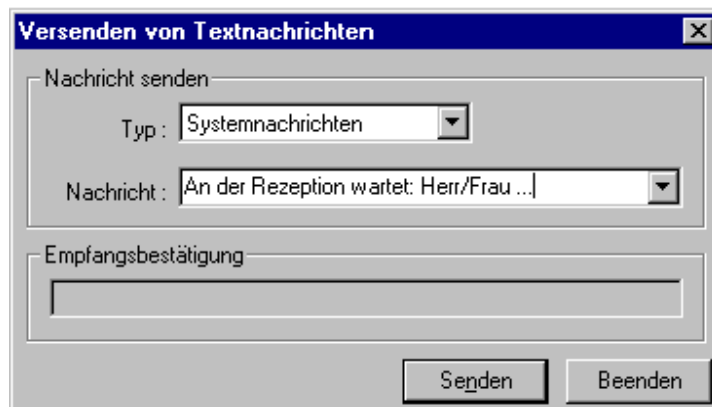 Versenden von Textnachrichten
Nachricht senden
Typ : Systemnachrichten
Nachricht : An der Rezeption wartet: Herr/Frau ...
Empfangsbestätigung
Senden Beenden